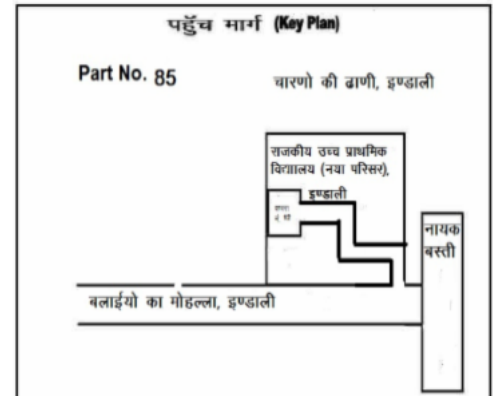 पहुँच मार्ग (Key Plan)
Part No. 85
चारणो की ढाणी, इण्डाली
राजकीय उच्च प्राथमिक
विद्याालय (नया परिसर),
इण्डाली
नायक
बस्ती
बलाईयो का मोहल्ला, इण्डाली